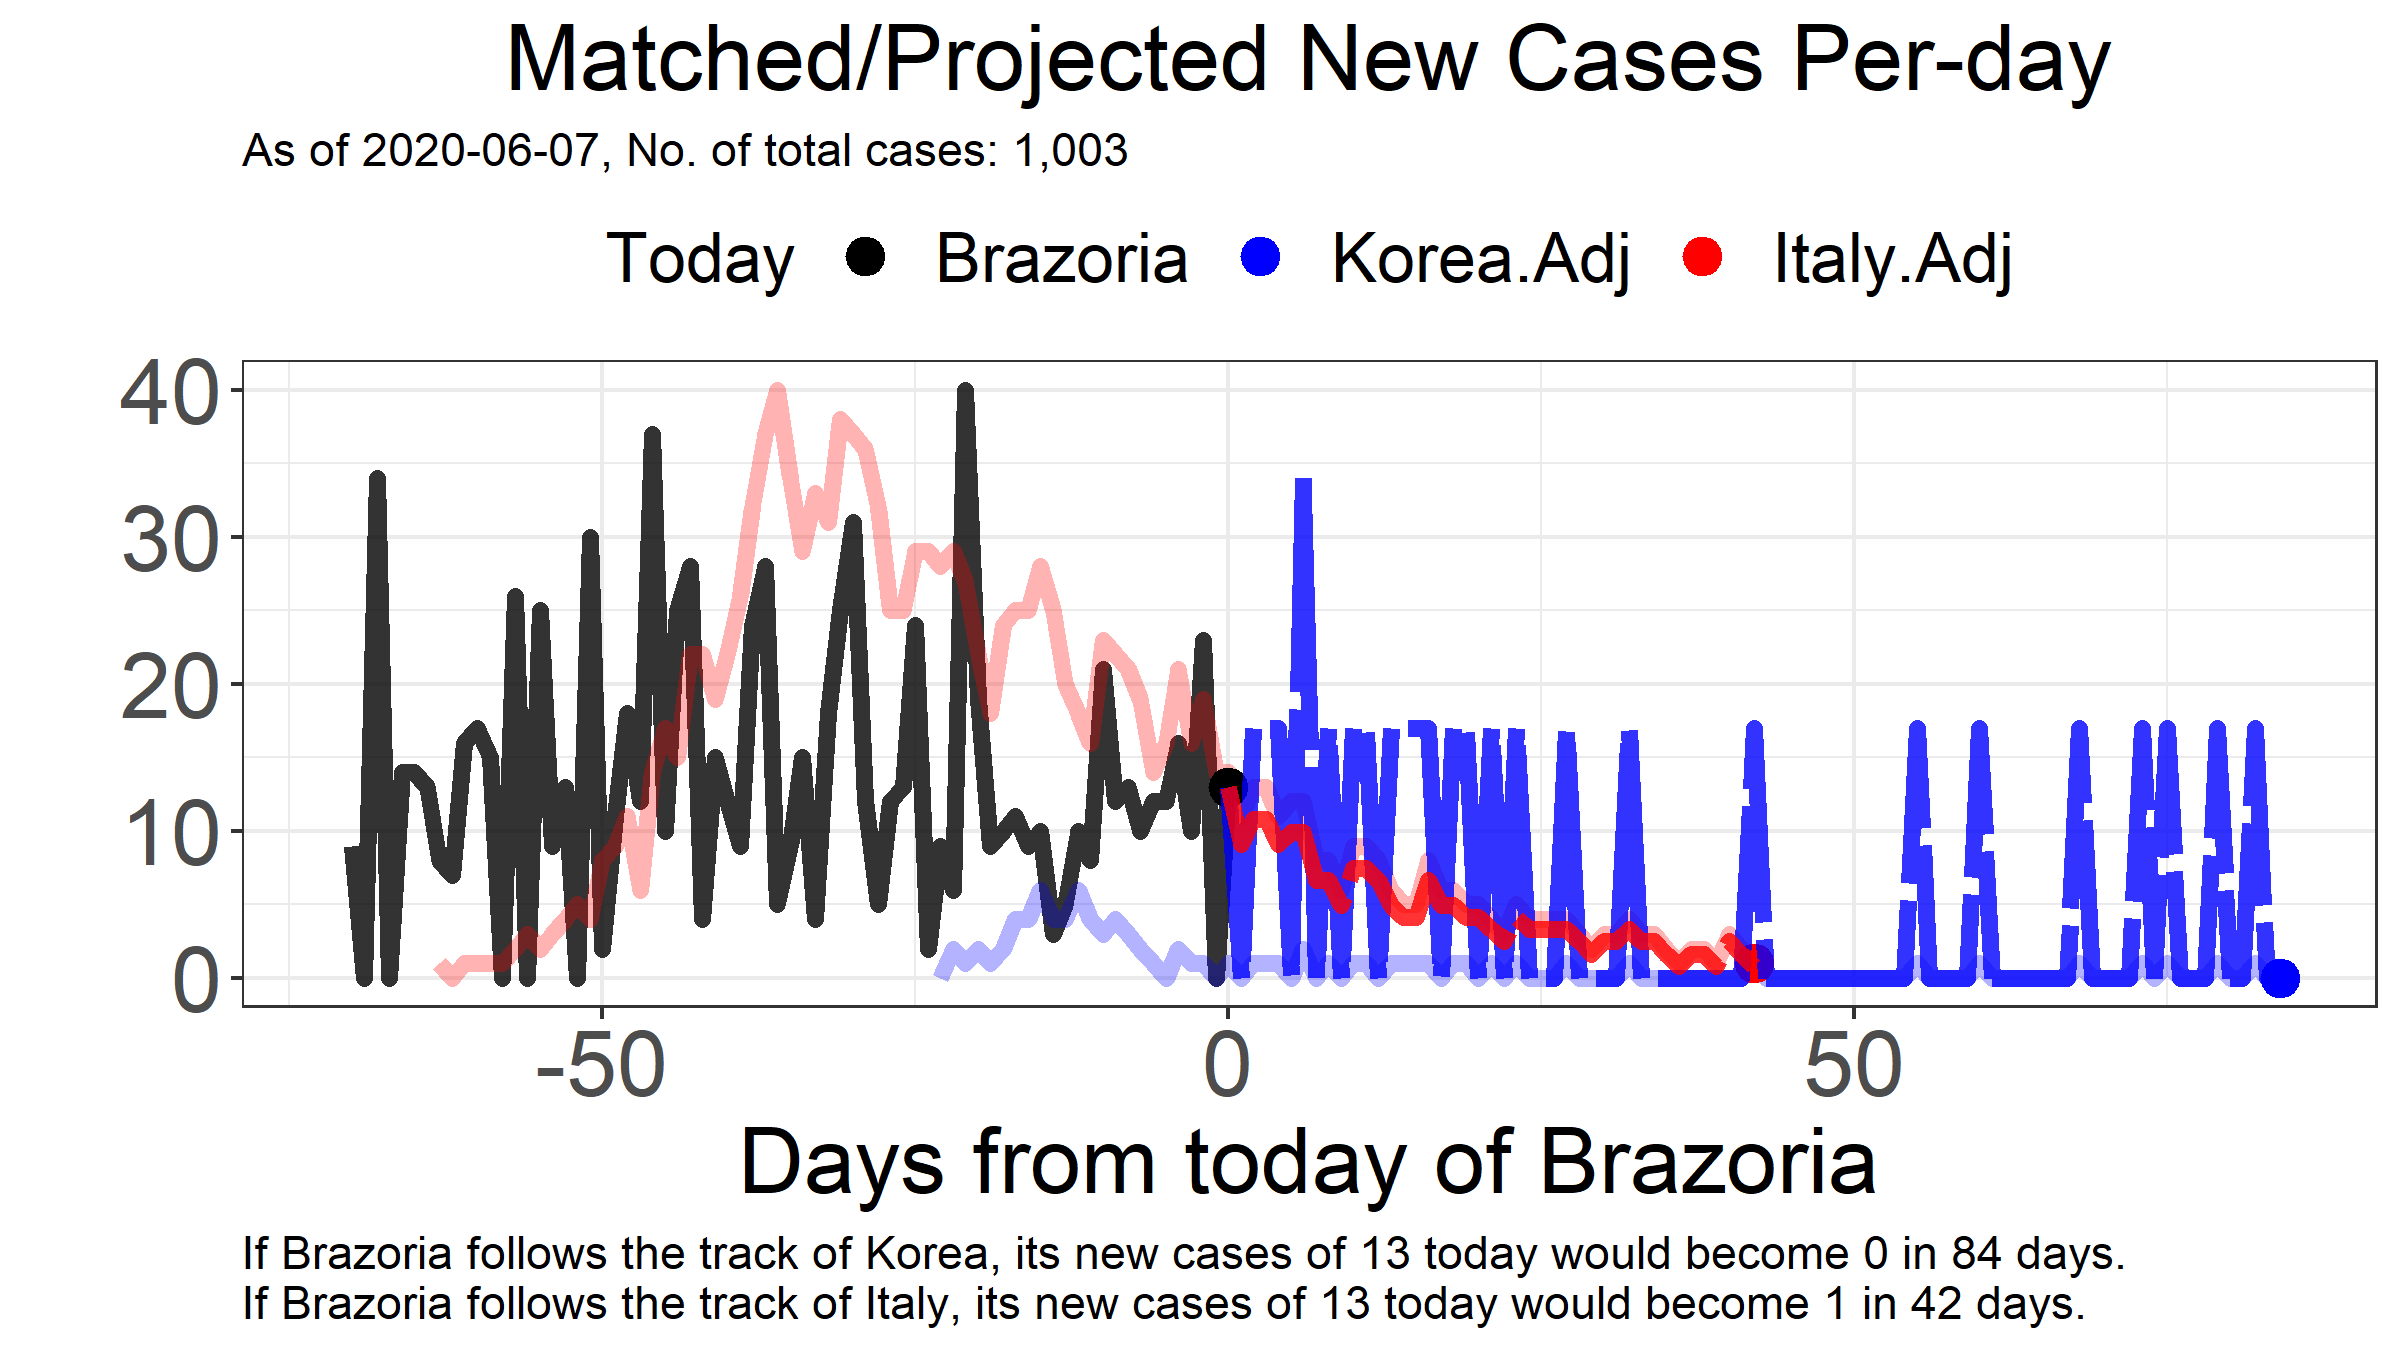 Matched/Projected New Cases Per-day
As of 2020-06-07, No. of total cases: 1,003
Today Brazoria Korea.Adj Italy.Adj
40
30
20
10
0
-50 0 50
Days from today of Brazoria
If Brazoria follows the track of Korea, its new cases of 13 today would become 0 in 84 days.
If Brazoria follows the track of Italy, its new cases of 13 today would become 1 in 42 days.